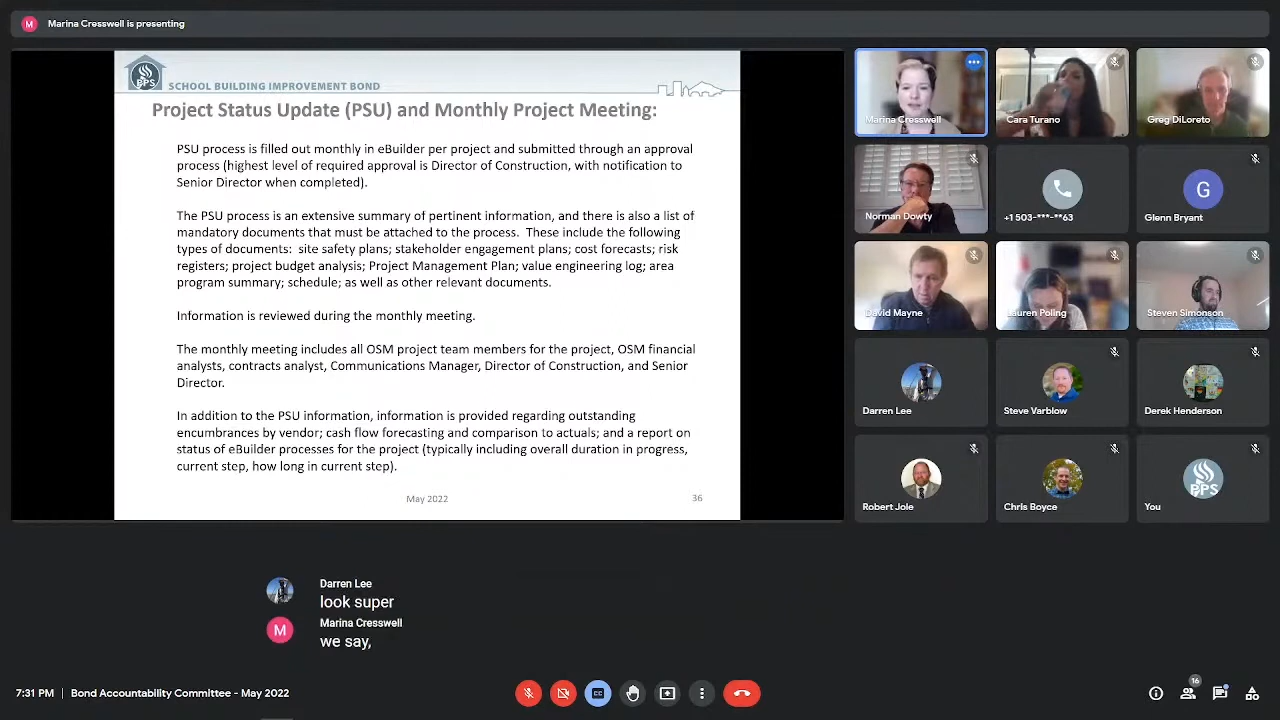 M
Marina Cresswell is presenting
PPS
SCHOOL BUILDING IMPROVEMENT BOND
Project Status Update (PSU) and Monthly Project Meeting:
PSU process is filled out monthly in eBuilder per project and submitted through an approval
process (highest level of required approval is Director of Construction, with notification to
Senior Director when completed).
The PSU process is an extensive summary of pertinent information, and there is also a list of
mandatory documents that must be attached to the process.  These include the following
types of documents:  site safety plans; stakeholder engagement plans; cost forecasts; risk
registers; project budget analysis; Project Management Plan; value engineering log; area
program summary; schedule; as well as other relevant documents.
Information is reviewed during the monthly meeting.
The monthly meeting includes all OSM project team members for the project, OSM financial
analysts, contracts analyst, Communications Manager, Director of Construction, and Senior
Director.
In addition to the PSU information, information is provided regarding outstanding
encumbrances by vendor; cash flow forecasting and comparison to actuals; and a report on
status of eBuilder processes for the project (typically including overall duration in progress,
current step, how long in current step).
May 2022
36
Marina Cresswell
Cara Turano
Greg DiLoreto
Norman Dowty
+1 503-***-**63
G
Glenn Bryant
David Mayne
Lauren Poling
Steven Simonson
Darren Lee
Steve Varblow
Derek Henderson
Robert Jole
Chris Boyce
PPS
You
Darren Lee
look super
M
Marina Cresswell
we say,
7:31 PM | Bond Accountability Committee - May 2022
CC
16